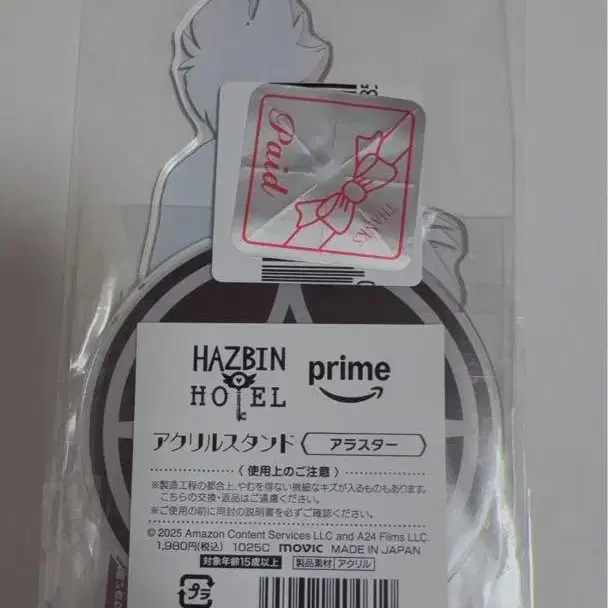 Paid
THANKS
HAZBIN
HOTEL
prime
アクリルスタンド 〈 アラスター 〉
〈 使用上のご注意 〉
※製造工程の都合上、やむを得ない微細なキズが入るものもあります。
こちらの交換・返品はご遠慮ください。
※ご使用の前に同封の説明書を必ずご確認ください。
© 2025 Amazon Content Services LLC and A24 Films LLC.
1,980円(税込) 1025C movic MADE IN JAPAN
対象年齢15歳以上 製品素材 アクリル
プラ